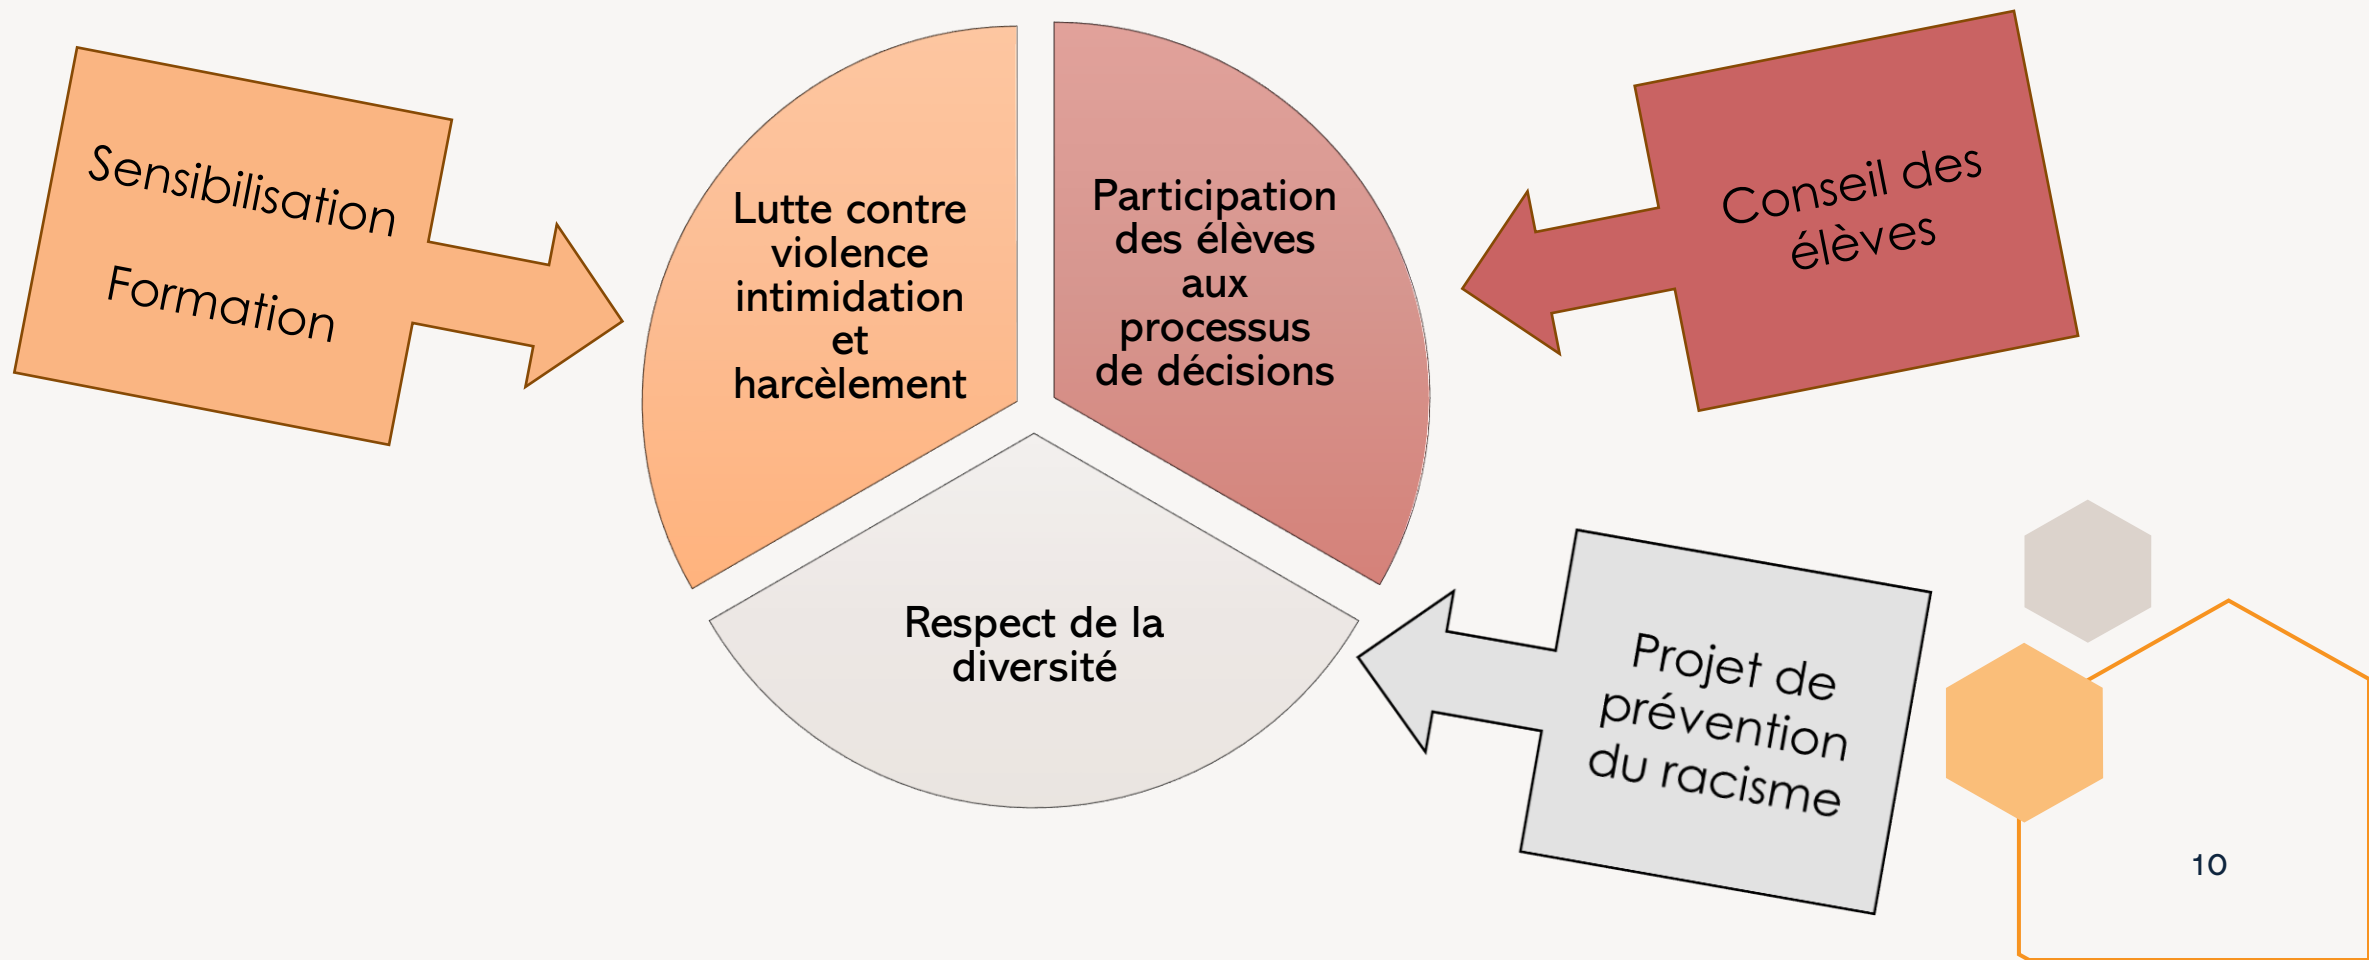 Sensibilisation
Formation
Lutte contre
violence
intimidation
et
harcèlement
Participation
des élèves
aux
processus
de décisions
Conseil des
élèves
Respect de la
diversité
Projet de
prévention
du racisme
10